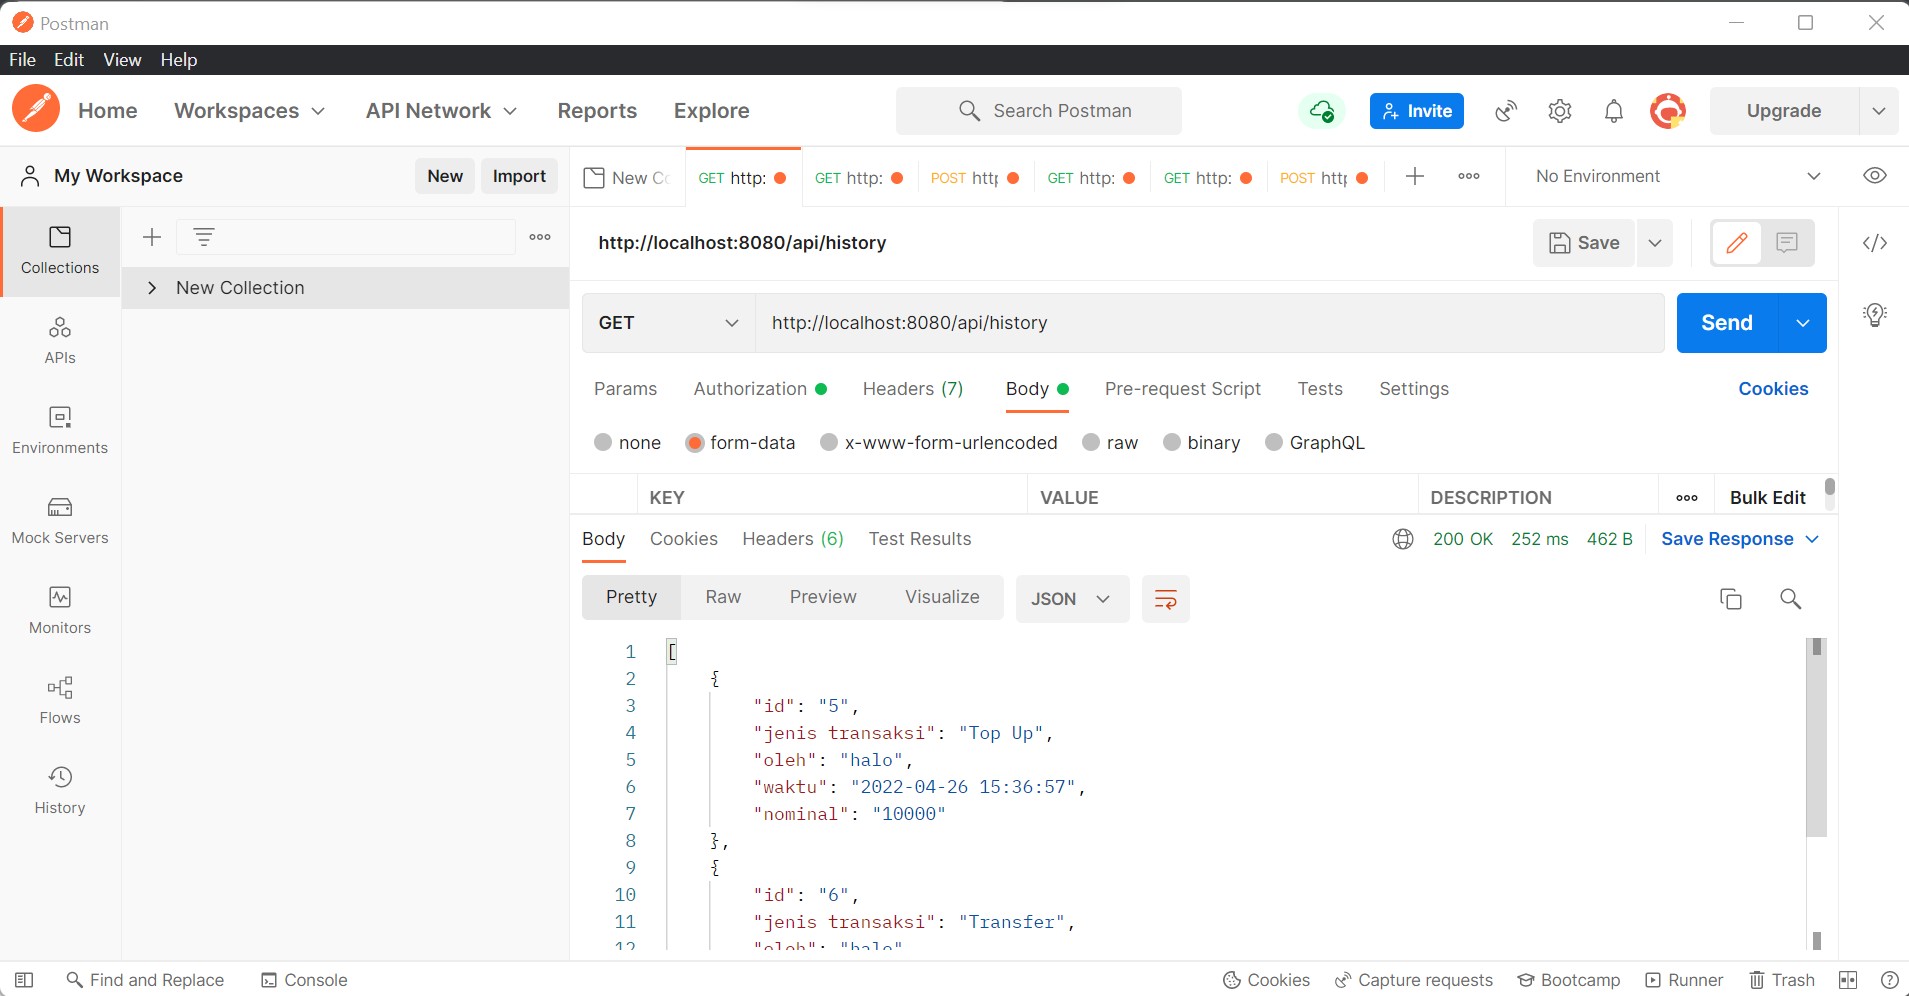 Postman
File Edit View Help
Home Workspaces API Network Reports Explore Search Postman Invite Upgrade
My Workspace New Import
New Co GET http: GET http: POST http GET http: GET http: POST http No Environment
Collections
New Collection
APIs
Environments
Mock Servers
Monitors
Flows
History
http://localhost:8080/api/history Save
GET http://localhost:8080/api/history Send
Params Authorization Headers (7) Body Pre-request Script Tests Settings Cookies
none form-data x-www-form-urlencoded raw binary GraphQL
KEY VALUE DESCRIPTION Bulk Edit
Body Cookies Headers (6) Test Results 200 OK 252 ms 462 B Save Response
Pretty Raw Preview Visualize JSON
1 [
2 {
3 "id": "5",
4 "jenis transaksi": "Top Up",
5 "oleh": "halo",
6 "waktu": "2022-04-26 15:36:57",
7 "nominal": "10000"
8 },
9 {
10 "id": "6",
11 "jenis transaksi": "Transfer",
12 "oleh": "halo"
Find and Replace Console Cookies Capture requests Bootcamp Runner Trash